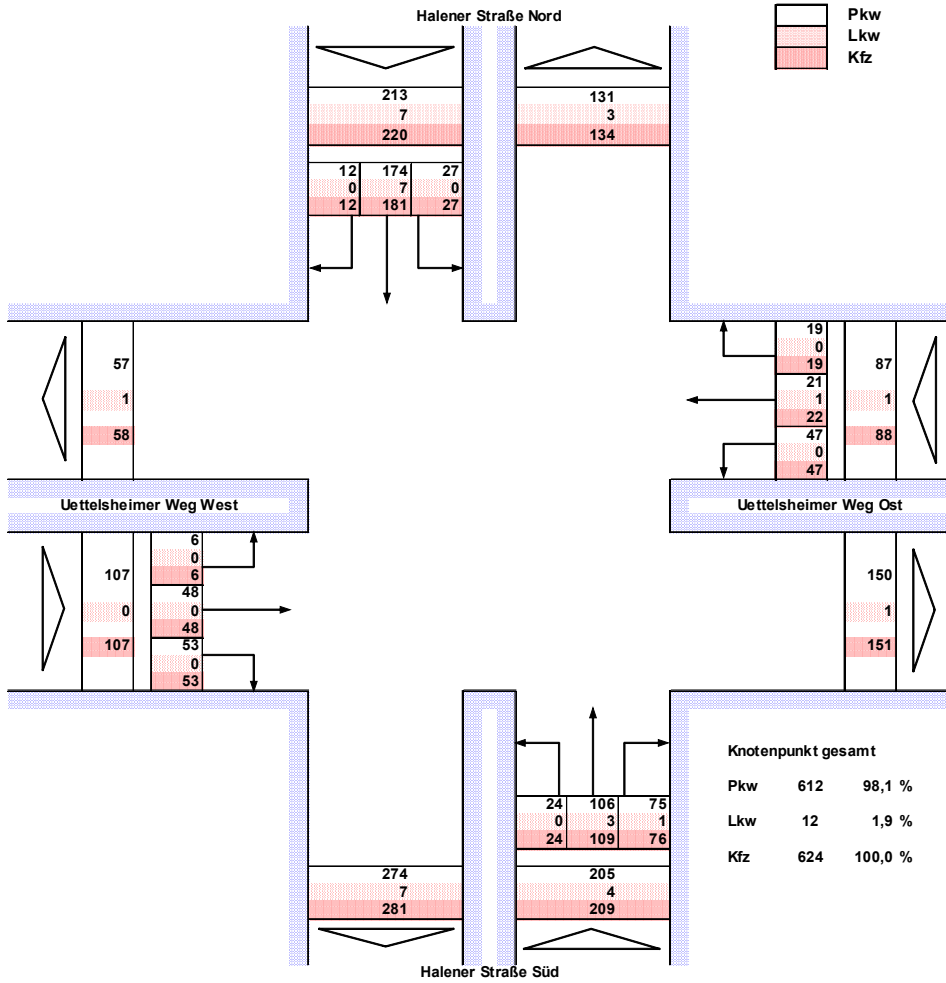 Halener Straße Nord
Pkw
Lkw
Kfz
213
7
220
131
3
134
12 174 27
0 7 0
12 181 27
57
1
58
19
0
19
21
1
22
47
0
47
87
1
88
Uettelsheimer Weg West
Uettelsheimer Weg Ost
107
0
107
6
0
6
48
0
48
53
0
53
150
1
151
24 106 75
0 3 1
24 109 76
274
7
281
205
4
209
Knotenpunkt gesamt
Pkw 612 98,1 %
Lkw 12 1,9 %
Kfz 624 100,0 %
Halener Straße Süd